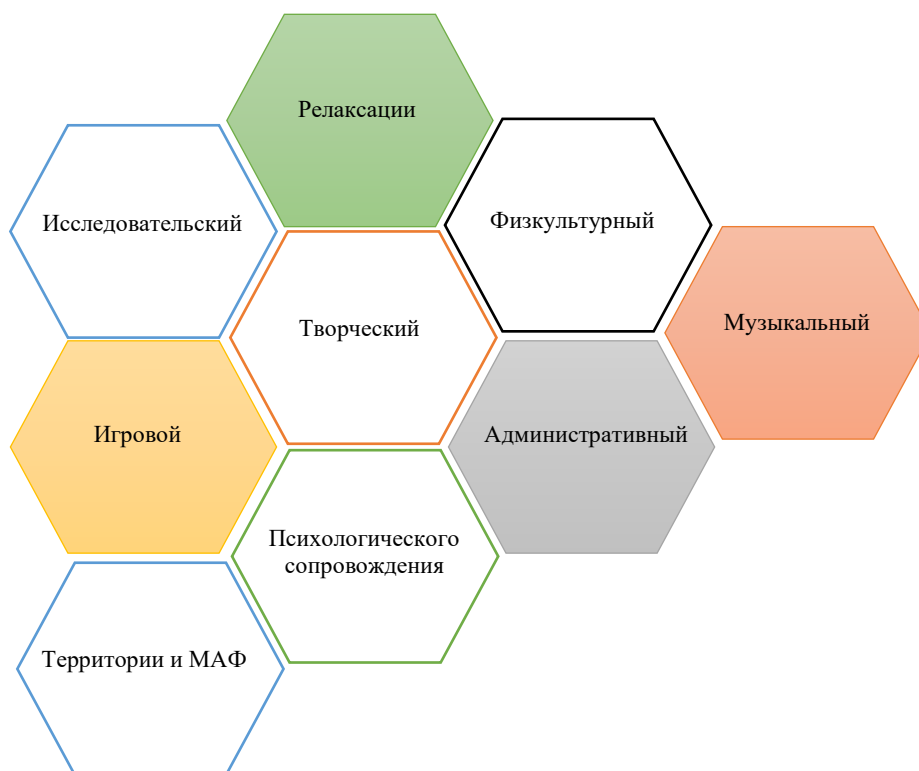 Релаксации
Исследовательский
Физкультурный
Музыкальный
Творческий
Игровой
Административный
Психологического
сопровождения
Территории и МАФ